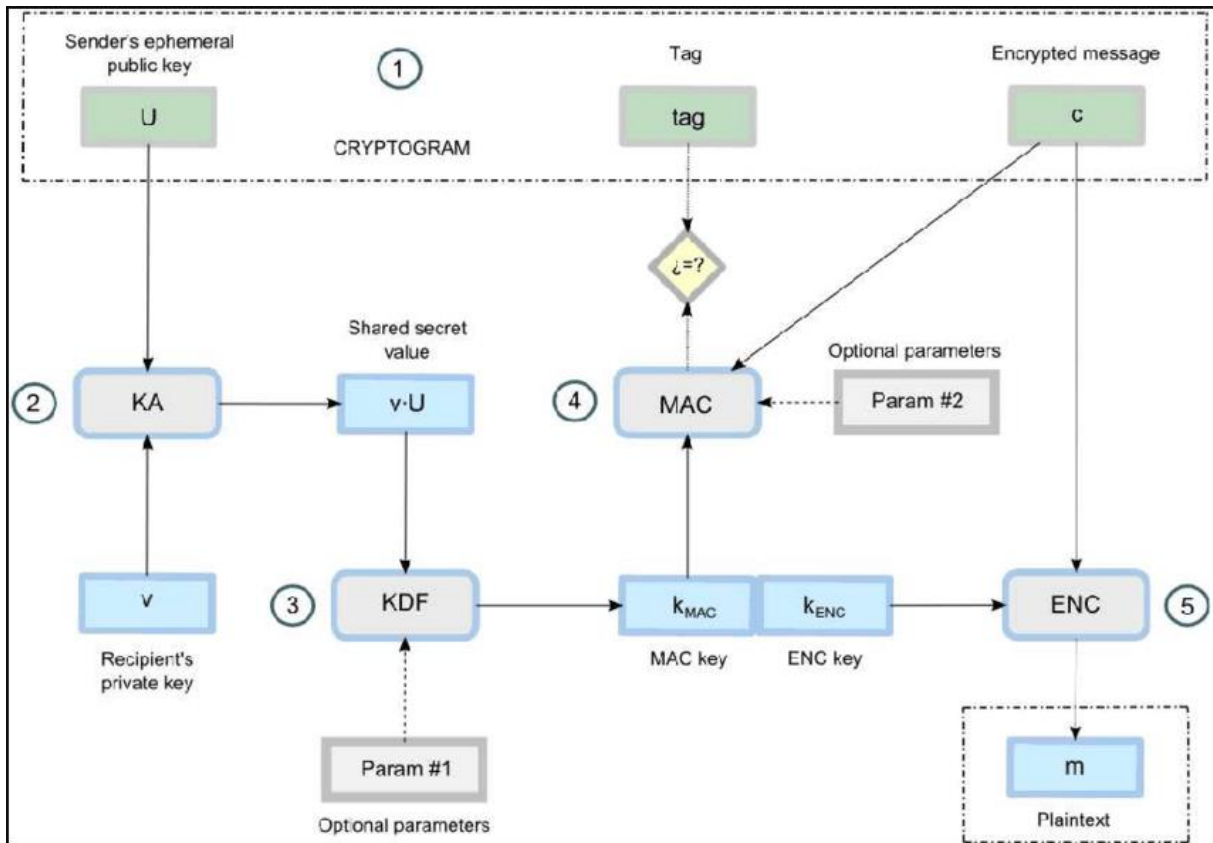 Sender's ephemeral
public key
1
Tag
Encrypted message
U
tag
c
CRYPTOGRAM
¿=?
Shared secret
value
Optional parameters
2
KA
v·U
4
MAC
Param #2
v
3
KDF
kMAC
kENC
ENC
5
Recipient's
private key
MAC key
ENC key
Param #1
m
Optional parameters
Plaintext